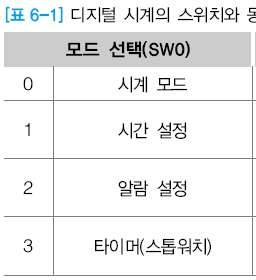 [표 6-1] 디지털 시계의 스위치와
모드 선택(SW0)
0 시계 모드
1 시간 설정
2 알람 설정
3 타이머(스톱워치)